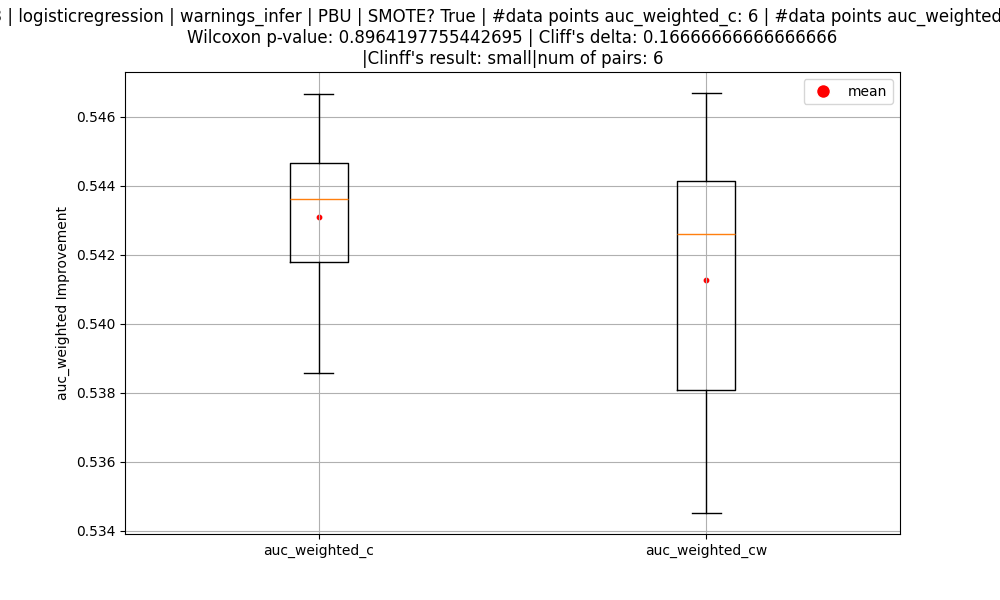 | logisticregression | warnings_infer | PBU | SMOTE? True | #data points auc_weighted_c: 6 | #data points auc_weighted
Wilcoxon p-value: 0.8964197755442695 | Cliff's delta: 0.16666666666666666
|Clinff's result: small|num of pairs: 6
mean
0.546
0.544
0.542
0.540
0.538
0.536
0.534
auc_weighted Improvement
auc_weighted_c
auc_weighted_cw